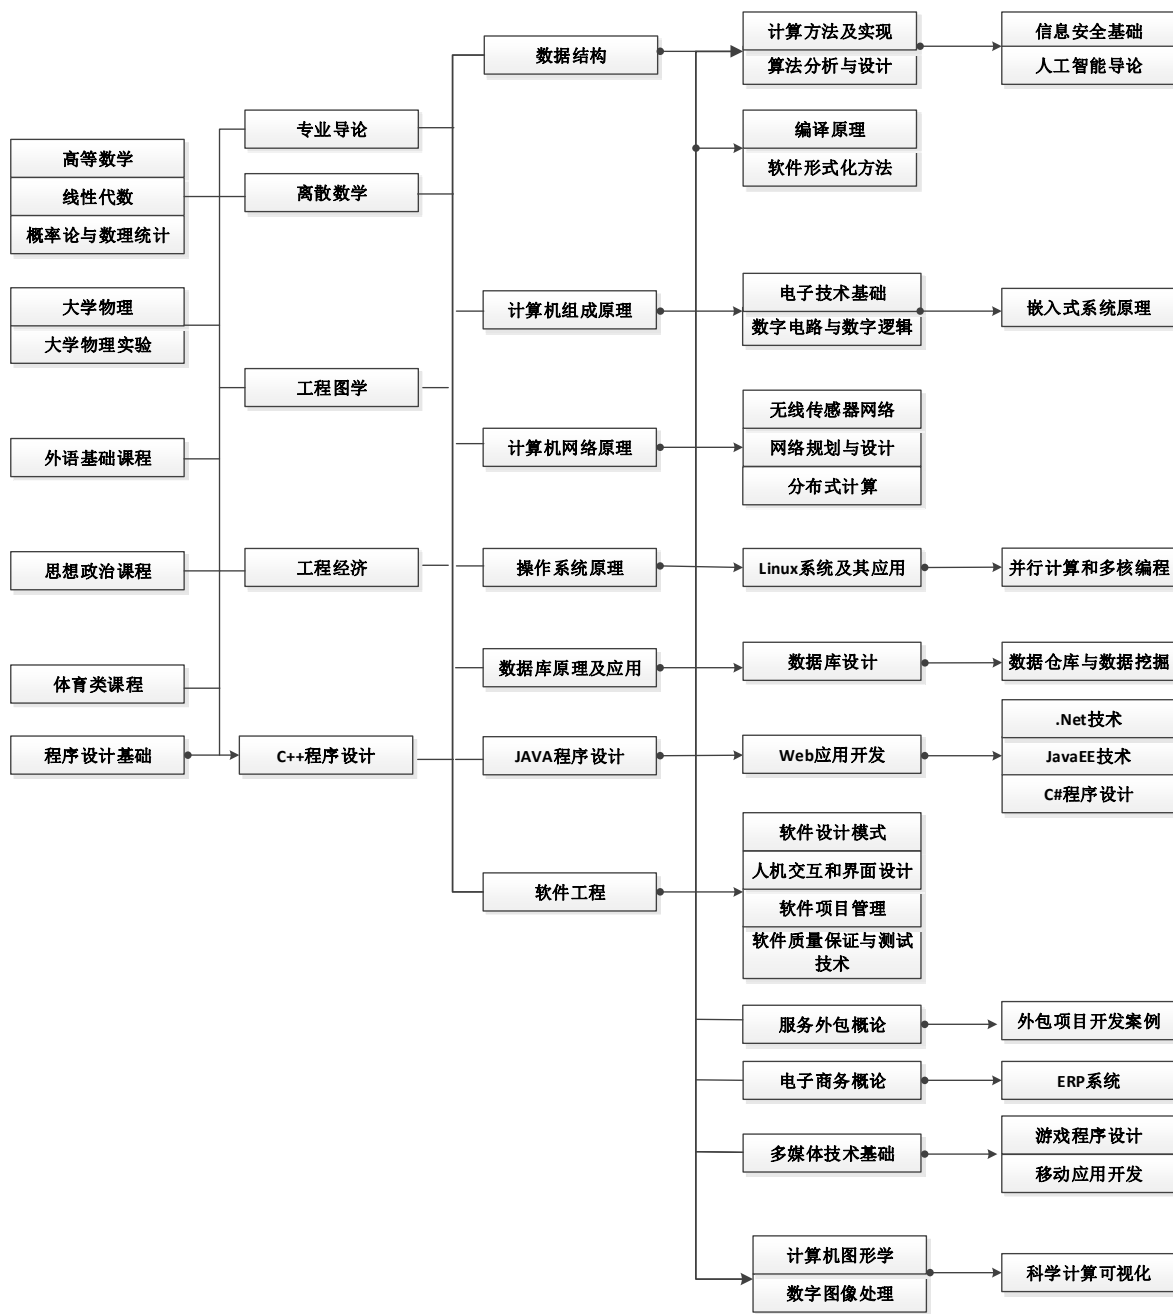 高等数学
线性代数
概率论与数理统计
大学物理
大学物理实验
外语基础课程
思想政治课程
体育类课程
程序设计基础
专业导论
离散数学
工程图学
工程经济
C++程序设计
数据结构
计算机组成原理
计算机网络原理
操作系统原理
数据库原理及应用
JAVA程序设计
软件工程
计算方法及实现
算法分析与设计
编译原理
软件形式化方法
电子技术基础
数字电路与数字逻辑
无线传感器网络
网络规划与设计
分布式计算
Linux系统及其应用
数据库设计
Web应用开发
软件设计模式
人机交互和界面设计
软件项目管理
软件质量保证与测试
技术
服务外包概论
电子商务概论
多媒体技术基础
计算机图形学
数字图像处理
信息安全基础
人工智能导论
嵌入式系统原理
并行计算和多核编程
数据仓库与数据挖掘
.Net技术
JavaEE技术
C#程序设计
外包项目开发案例
ERP系统
游戏程序设计
移动应用开发
科学计算可视化